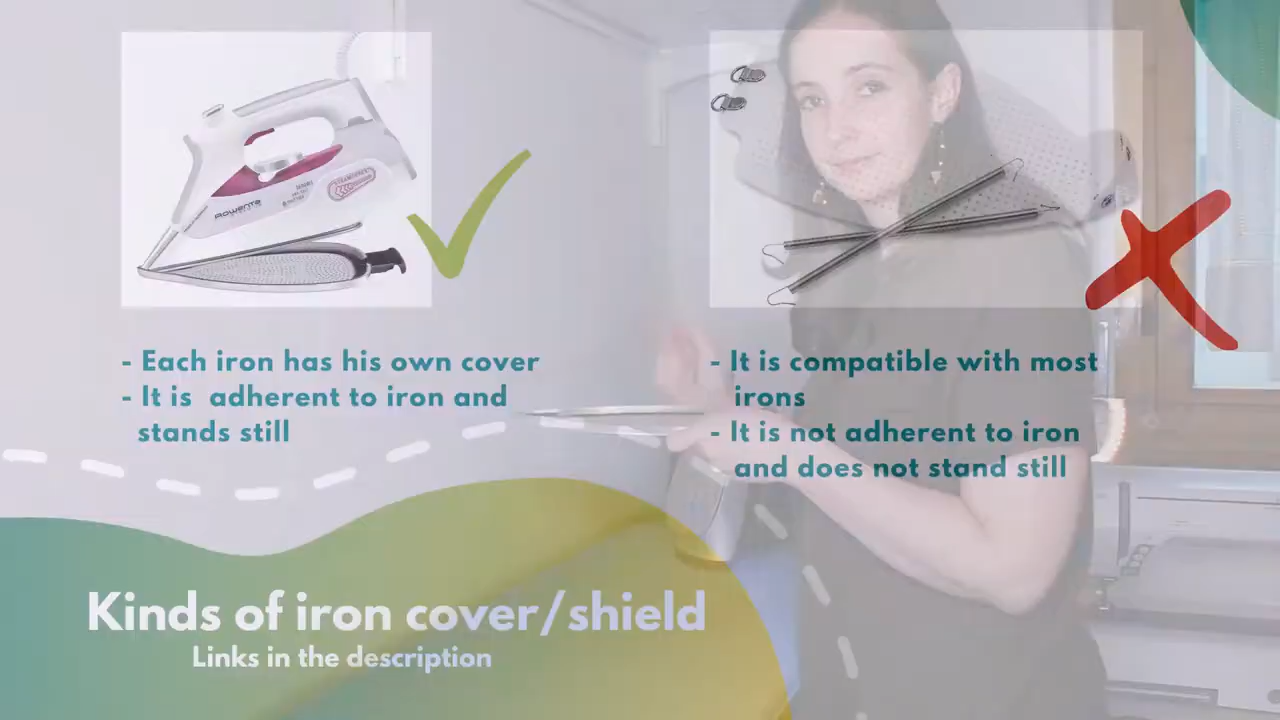 ROWENTA
- Each iron has his own cover
- It is adherent to iron and
stands still
- It is compatible with most
irons
- It is not adherent to iron
and does not stand still
Kinds of iron cover/shield
Links in the description